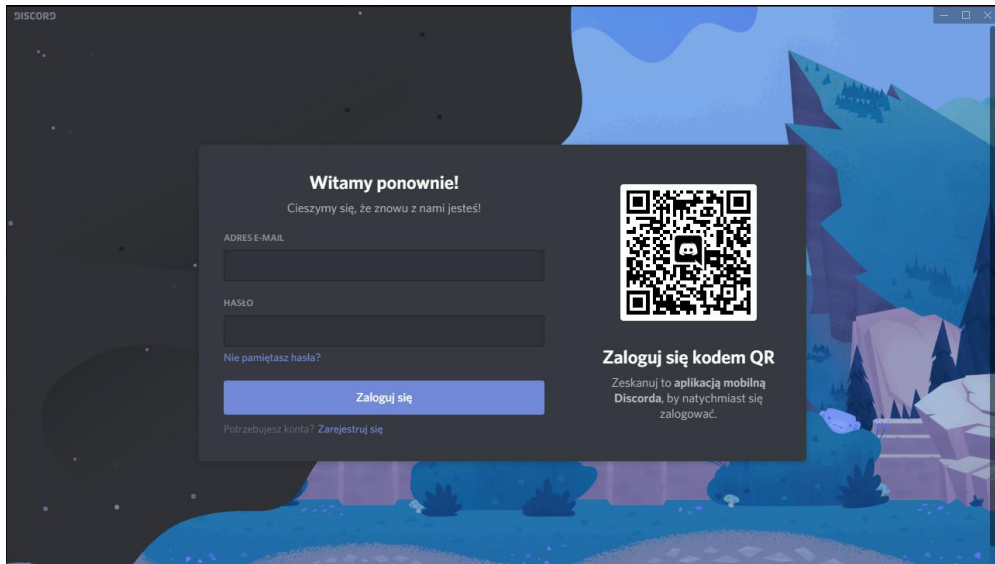 DISCORD
Witamy ponownie!
Cieszymy się, że znowu z nami jesteś!
ADRES E-MAIL
HASŁO
Nie pamiętasz hasła?
Zaloguj się
Potrzebujesz konta? Zarejestruj się
Zaloguj się kodem QR
Zeskanuj to aplikacją mobilną
Discorda, by natychmiast się
zalogować.